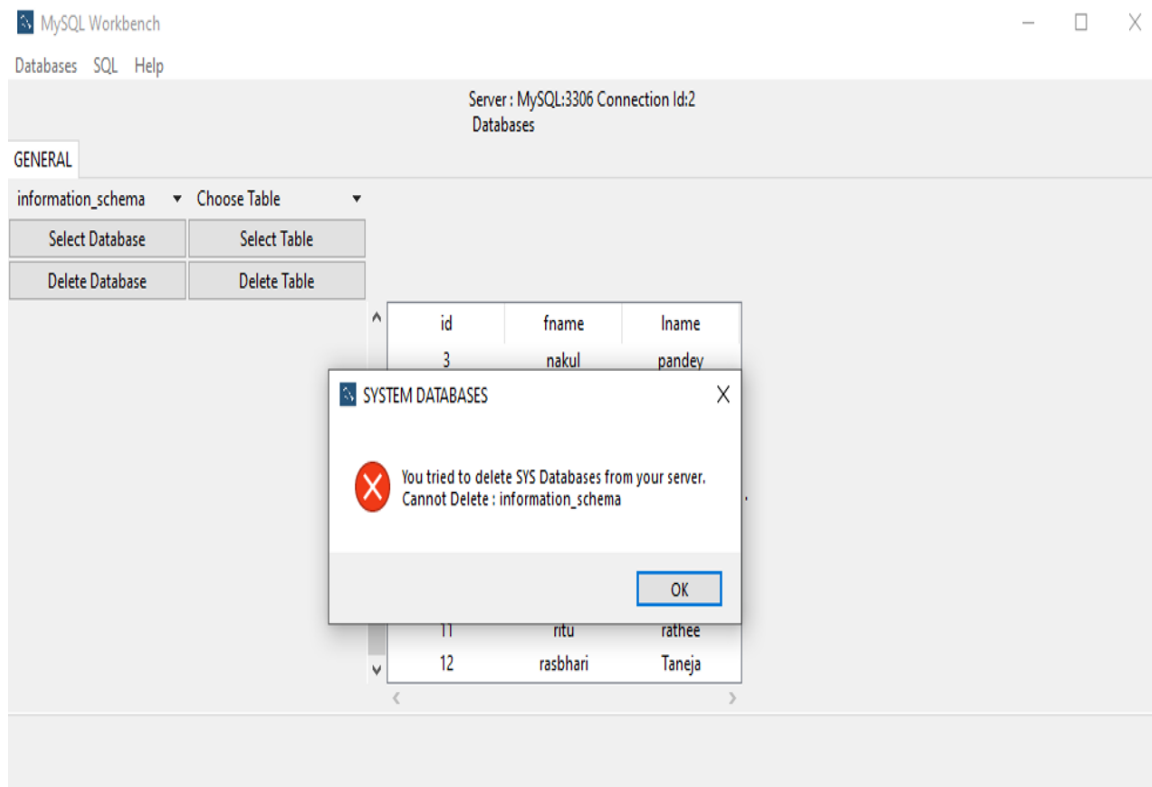 MySQL Workbench
Databases SQL Help
Server : MySQL:3306 Connection Id:2
Databases
GENERAL
information_schema Choose Table
Select Database Select Table
Delete Database Delete Table
id fname lname
3 nakul pandey
SYSTEM DATABASES
You tried to delete SYS Databases from your server.
Cannot Delete : information_schema
OK
11 ritu rathee
12 rasbhari Taneja